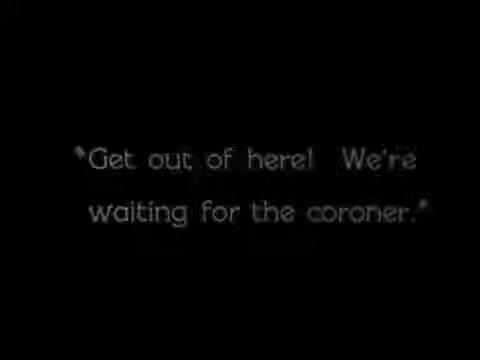 "Get out of here! We're
waiting for the coroner."